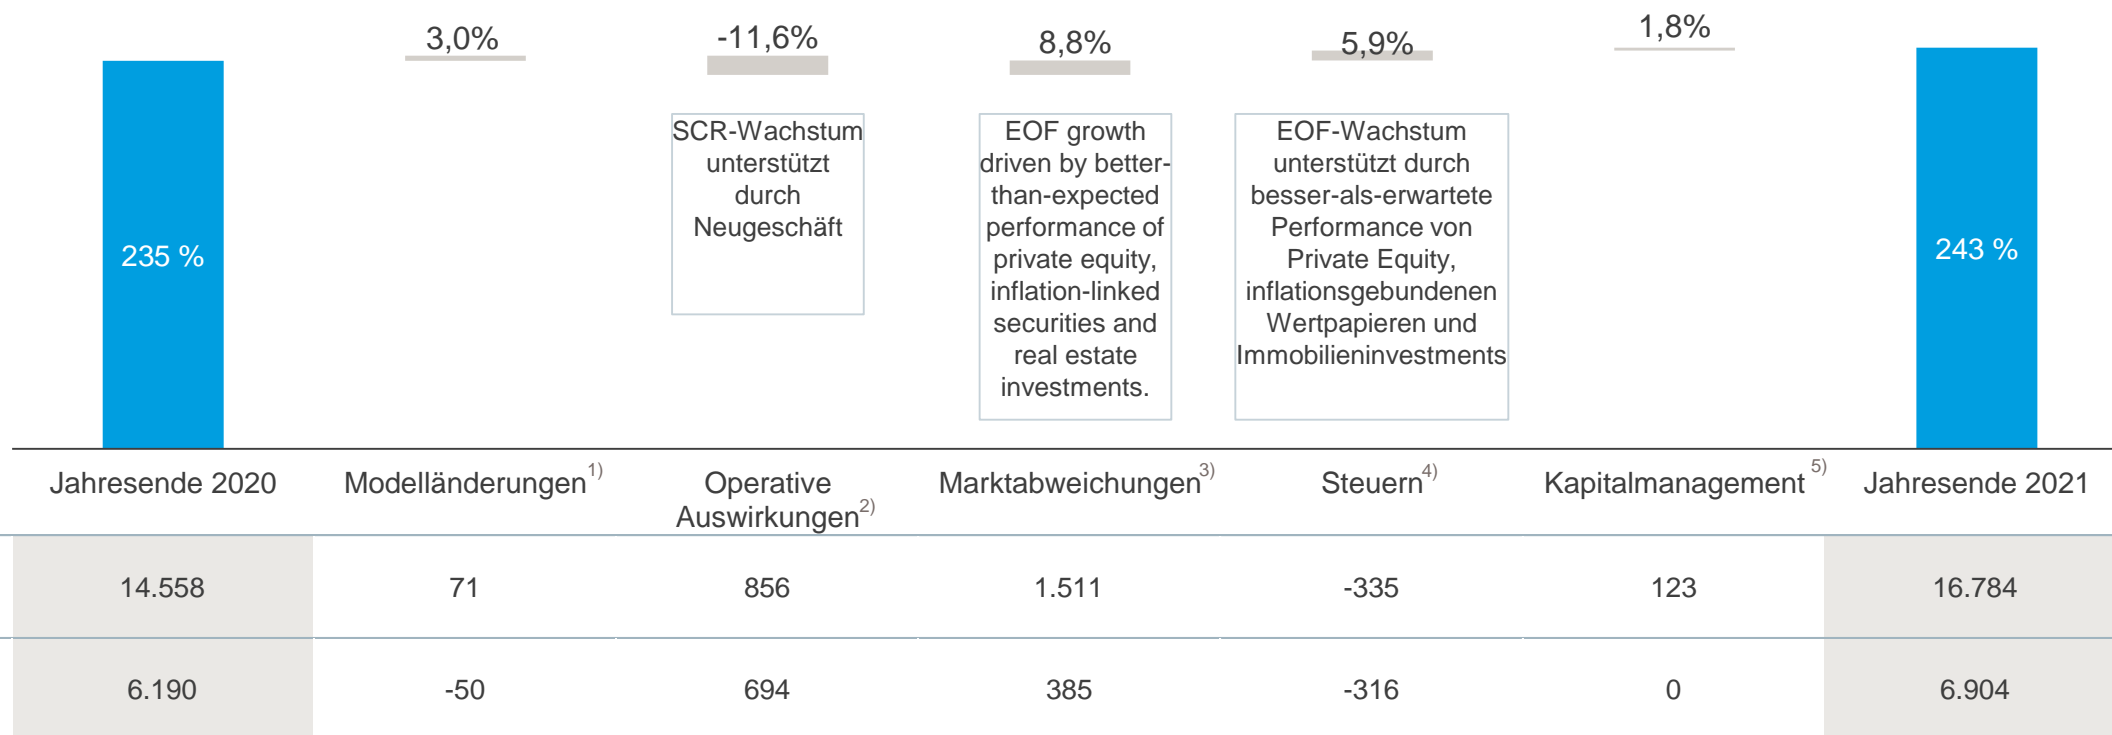 3,0%
-11,6%
8,8%
5,9%
1,8%
235 %
SCR-Wachstum
unterstützt
durch
Neugeschäft
EOF growth
driven by better-
than-expected
performance of
private equity,
inflation-linked
securities and
real estate
investments.
EOF-Wachstum
unterstützt durch
besser-als-erwartete
Performance von
Private Equity,
inflationsgebundenen
Wertpapieren und
Immobilieninvestments
243 %
Jahresende 2020
Modelländerungen1)
Operative
Auswirkungen2)
Marktabweichungen3)
Steuern4)
Kapitalmanagement 5)
Jahresende 2021
14.558 71 856 1.511 -335 123 16.784
6.190 -50 694 385 -316 0 6.904